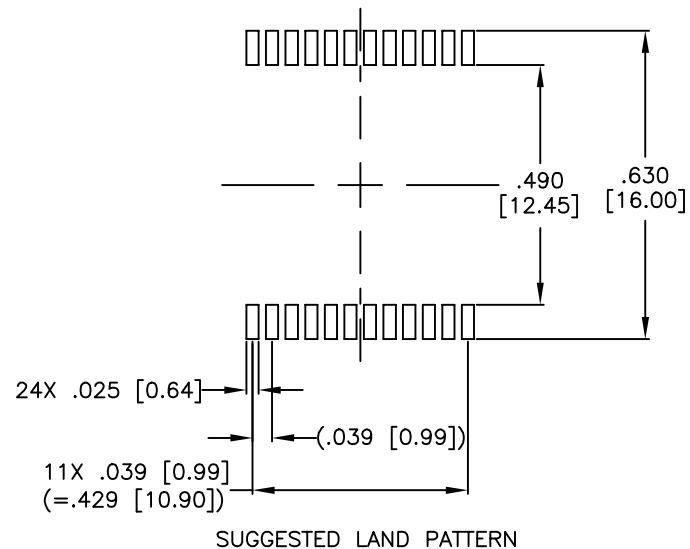 .490
[12.45]
.630
[16.00]
24X .025 [0.64]
(.039 [0.99])
11X .039 [0.99]
(=.429 [10.90])
SUGGESTED LAND PATTERN